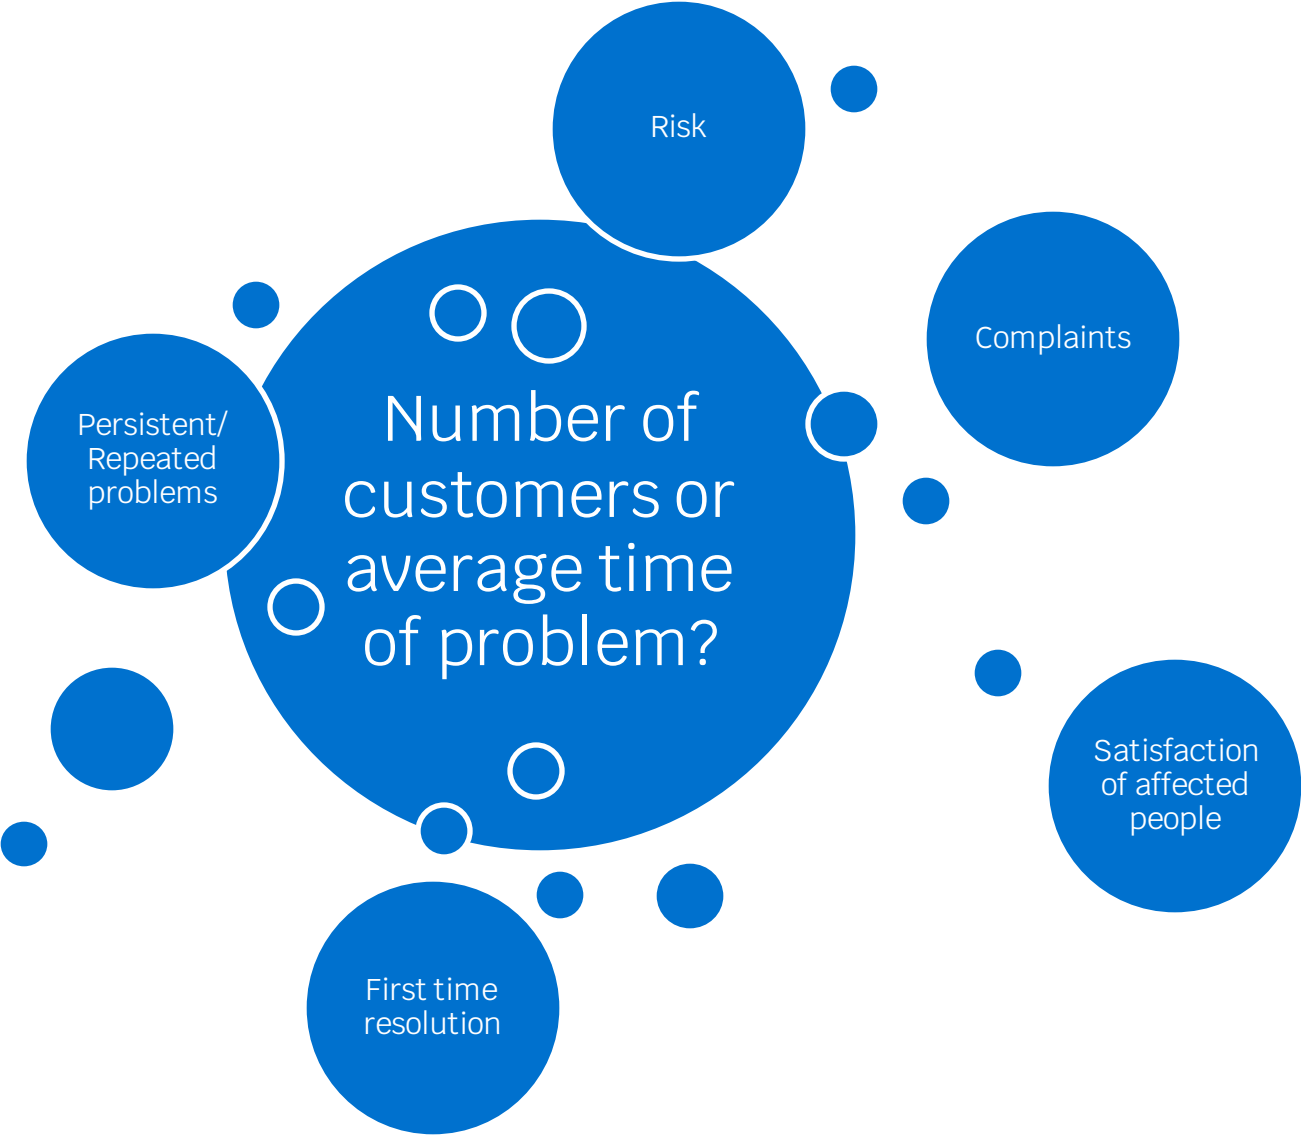 Risk
Complaints
Number of
customers or
average time
of problem?
Persistent/
Repeated
problems
Satisfaction
of affected
people
First time
resolution